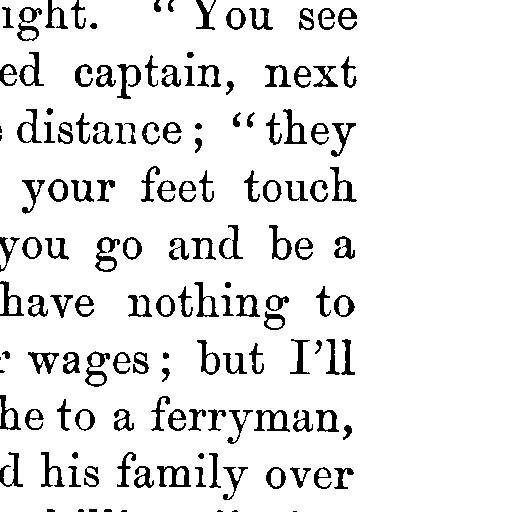 ight. “ You see
ed captain, next
distance ; “ they
your feet touch
you go and be a
have nothing to
wages ; but I’ll
he to a ferryman,
d his family over